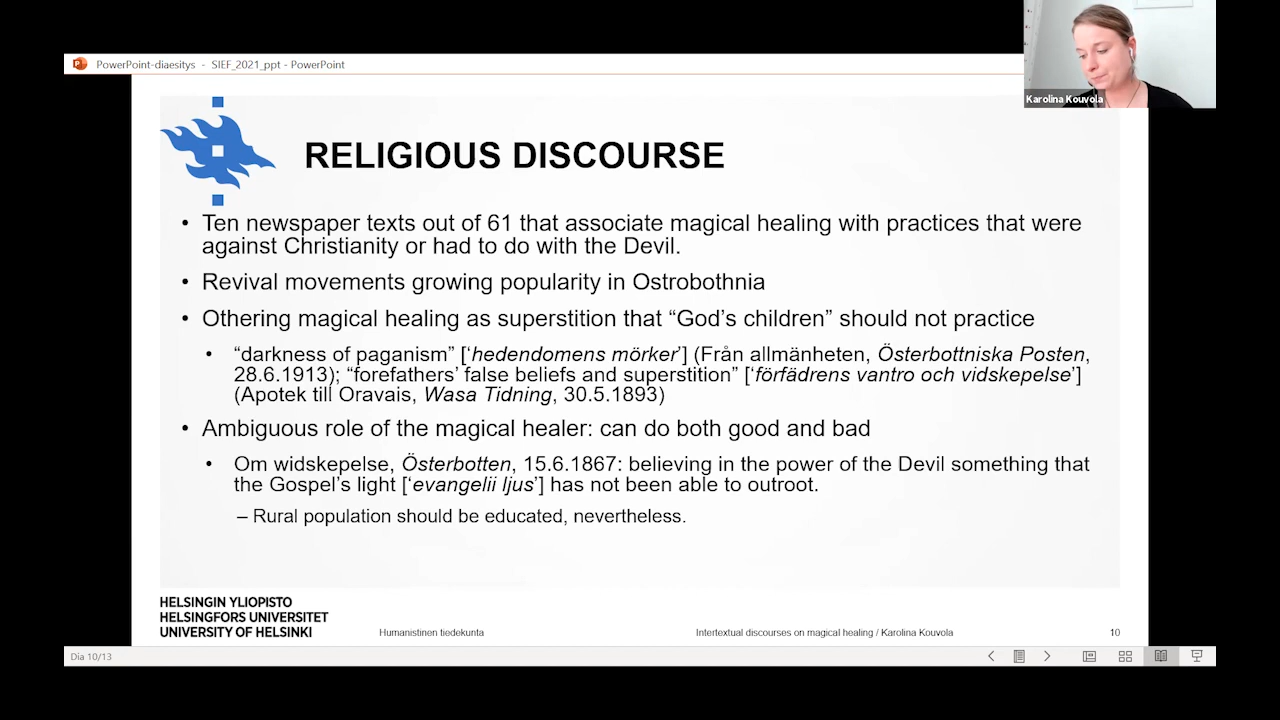 PowerPoint-diaesitys - SIEF_2021_ppt - PowerPoint
Karolina Kouvola
RELIGIOUS DISCOURSE
• Ten newspaper texts out of 61 that associate magical healing with practices that were
against Christianity or had to do with the Devil.
• Revival movements growing popularity in Ostrobothnia
• Othering magical healing as superstition that “God’s children” should not practice
• “darkness of paganism” [‘hedendomens mörker’] (Från allmänheten, Österbottniska Posten,
28.6.1913); “forefathers’ false beliefs and superstition” [‘förfädrens vantro och vidskepelse’]
(Apotek till Oravais, Wasa Tidning, 30.5.1893)
• Ambiguous role of the magical healer: can do both good and bad
• Om widskepelse, Österbotten, 15.6.1867: believing in the power of the Devil something that
the Gospel’s light [‘evangelii ljus’] has not been able to outroot.
– Rural population should be educated, nevertheless.
HELSINGIN YLIOPISTO
HELSINGFORS UNIVERSITET
UNIVERSITY OF HELSINKI
Humanistinen tiedekunta
Intertextual discourses on magical healing / Karolina Kouvola
10
Dia 10/13